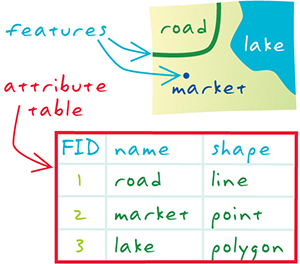 features
road
lake
market
attribute
table
FID name shape
1 road line
2 market point
3 lake polygon